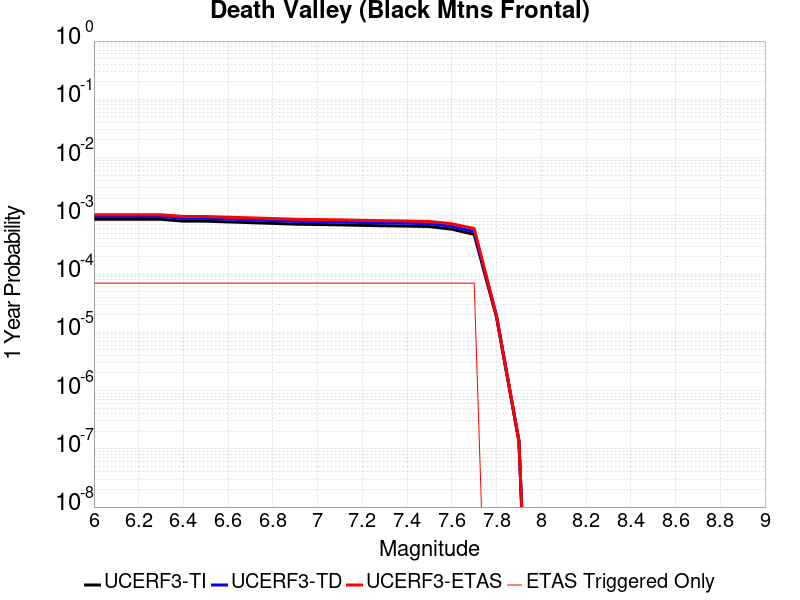 Death Valley (Black Mtns Frontal)
10^0
10^-1
10^-2
10^-3
10^-4
10^-5
10^-6
10^-7
10^-8
1 Year Probability
6 6.2 6.4 6.6 6.8 7 7.2 7.4 7.6 7.8 8 8.2 8.4 8.6 8.8 9
Magnitude
UCERF3-TI UCERF3-TD UCERF3-ETAS ETAS Triggered Only